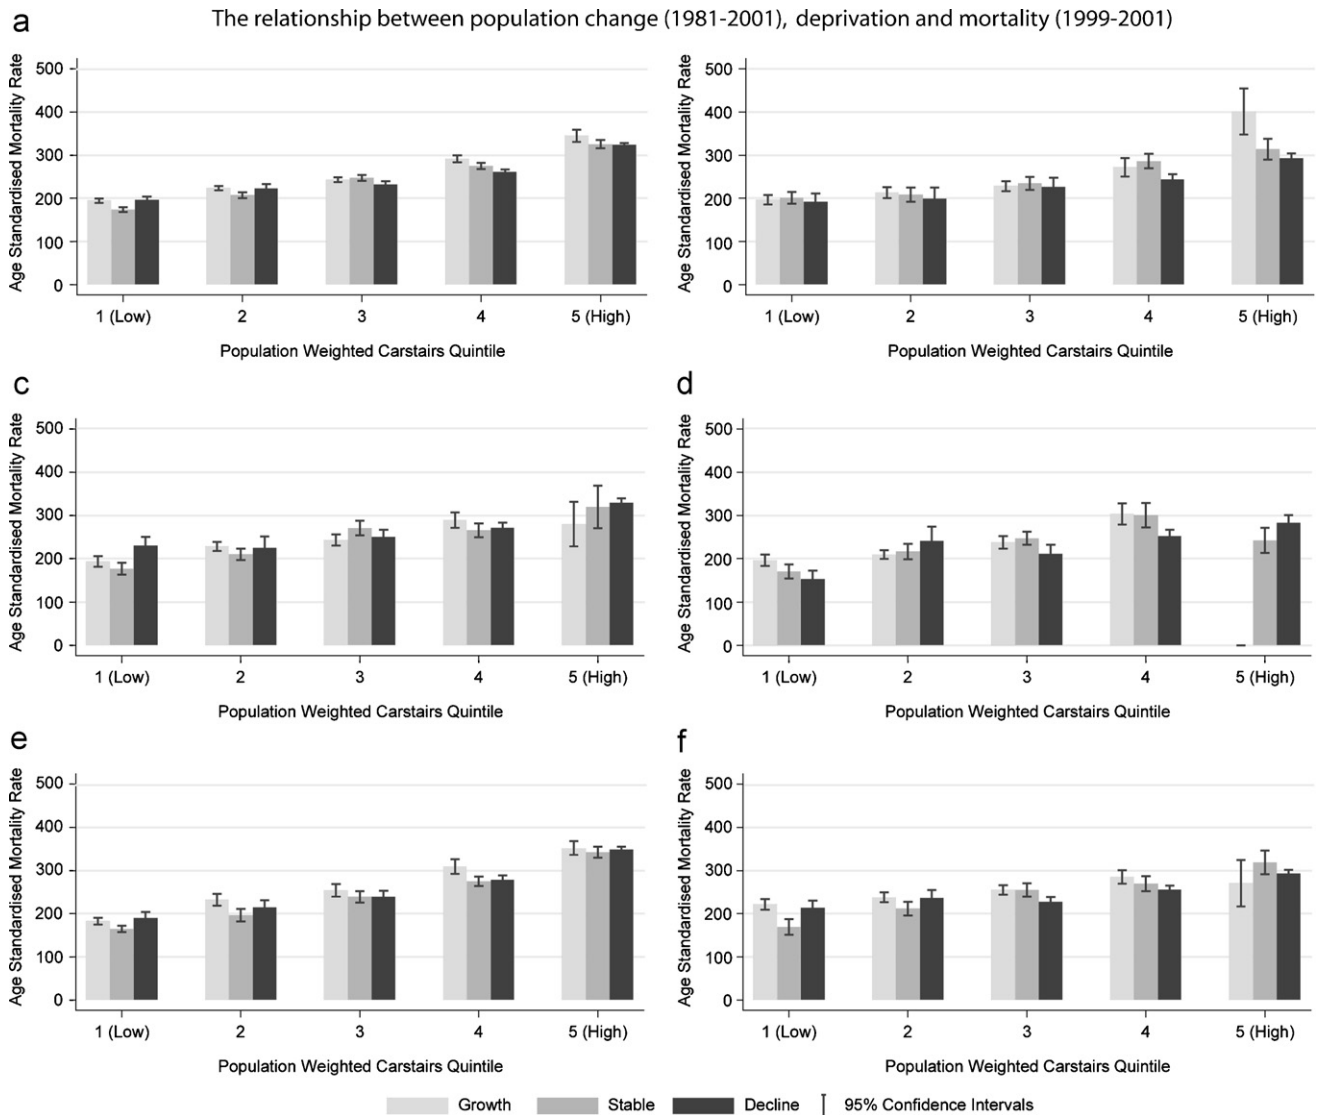 The relationship between population change (1981-2001), deprivation and mortality (1999-2001)
a
Age Standardised Mortality Rate
500
400
300
200
100
0
1 (Low) 2 3 4 5 (High)
Population Weighted Carstairs Quintile
Age Standardised Mortality Rate
500
400
300
200
100
0
1 (Low) 2 3 4 5 (High)
Population Weighted Carstairs Quintile
c
Age Standardised Mortality Rate
500
400
300
200
100
0
1 (Low) 2 3 4 5 (High)
Population Weighted Carstairs Quintile
d
Age Standardised Mortality Rate
500
400
300
200
100
0
1 (Low) 2 3 4 5 (High)
Population Weighted Carstairs Quintile
e
Age Standardised Mortality Rate
500
400
300
200
100
0
1 (Low) 2 3 4 5 (High)
Population Weighted Carstairs Quintile
f
Age Standardised Mortality Rate
500
400
300
200
100
0
1 (Low) 2 3 4 5 (High)
Population Weighted Carstairs Quintile
Growth Stable Decline 95% Confidence Intervals